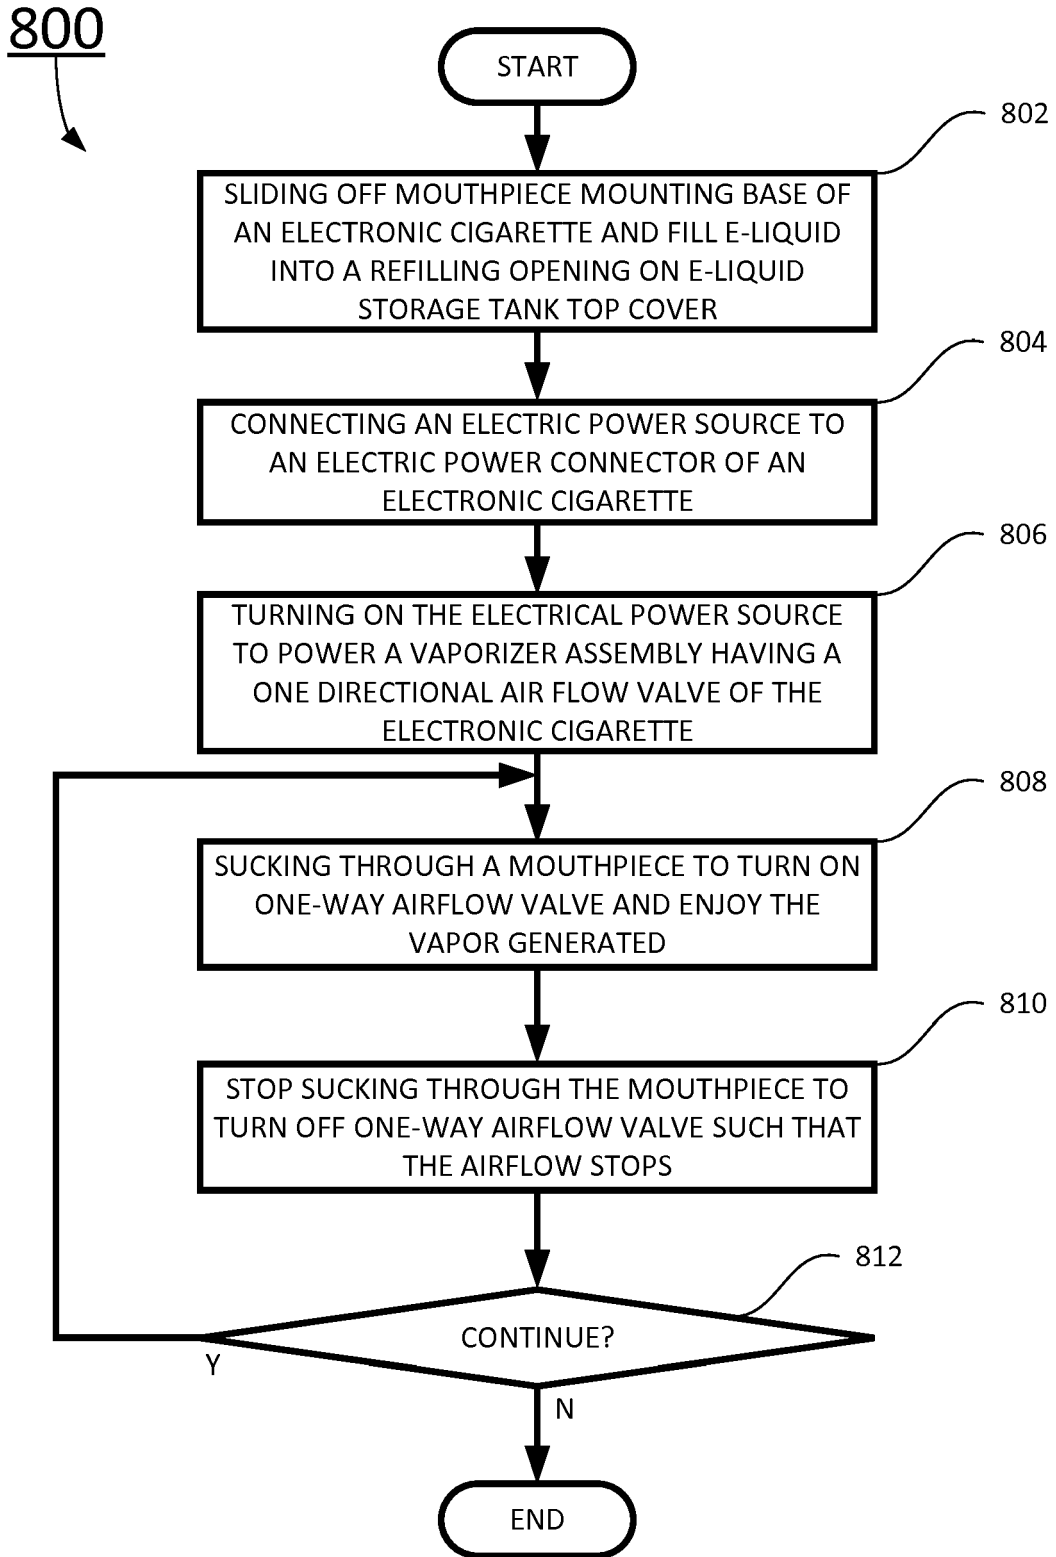 800
START
802
SLIDING OFF MOUTHPIECE MOUNTING BASE OF
AN ELECTRONIC CIGARETTE AND FILL E-LIQUID
INTO A REFILLING OPENING ON E-LIQUID
STORAGE TANK TOP COVER
804
CONNECTING AN ELECTRIC POWER SOURCE TO
AN ELECTRIC POWER CONNECTOR OF AN
ELECTRONIC CIGARETTE
806
TURNING ON THE ELECTRICAL POWER SOURCE
TO POWER A VAPORIZER ASSEMBLY HAVING A
ONE DIRECTIONAL AIR FLOW VALVE OF THE
ELECTRONIC CIGARETTE
808
SUCKING THROUGH A MOUTHPIECE TO TURN ON
ONE-WAY AIRFLOW VALVE AND ENJOY THE
VAPOR GENERATED
810
STOP SUCKING THROUGH THE MOUTHPIECE TO
TURN OFF ONE-WAY AIRFLOW VALVE SUCH THAT
THE AIRFLOW STOPS
812
CONTINUE?
Y
N
END